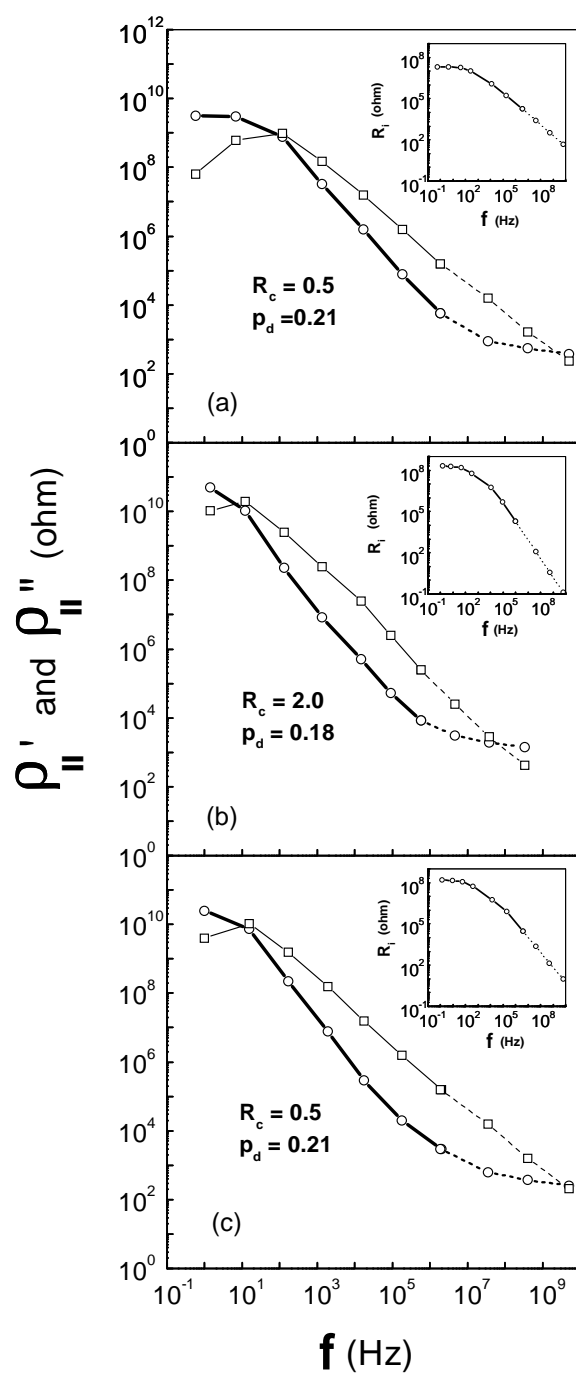 ρ∥' and ρ∥'' (ohm)
10^12
10^10
10^8
10^6
10^4
10^2
10^0
R_c = 0.5
p_d =0.21
(a)
R_i (ohm)
10^8
10^5
10^2
10^-1
10^-1 10^2 10^5 10^8
f (Hz)
10^10
10^8
10^6
10^4
10^2
10^0
R_c = 2.0
p_d = 0.18
(b)
R_i (ohm)
10^8
10^5
10^2
10^-1
10^-1 10^2 10^5 10^8
f (Hz)
10^10
10^8
10^6
10^4
10^2
10^0
R_c = 0.5
p_d = 0.21
(c)
R_i (ohm)
10^8
10^5
10^2
10^-1
10^-1 10^2 10^5 10^8
f (Hz)
10^-1 10^1 10^3 10^5 10^7 10^9
f (Hz)